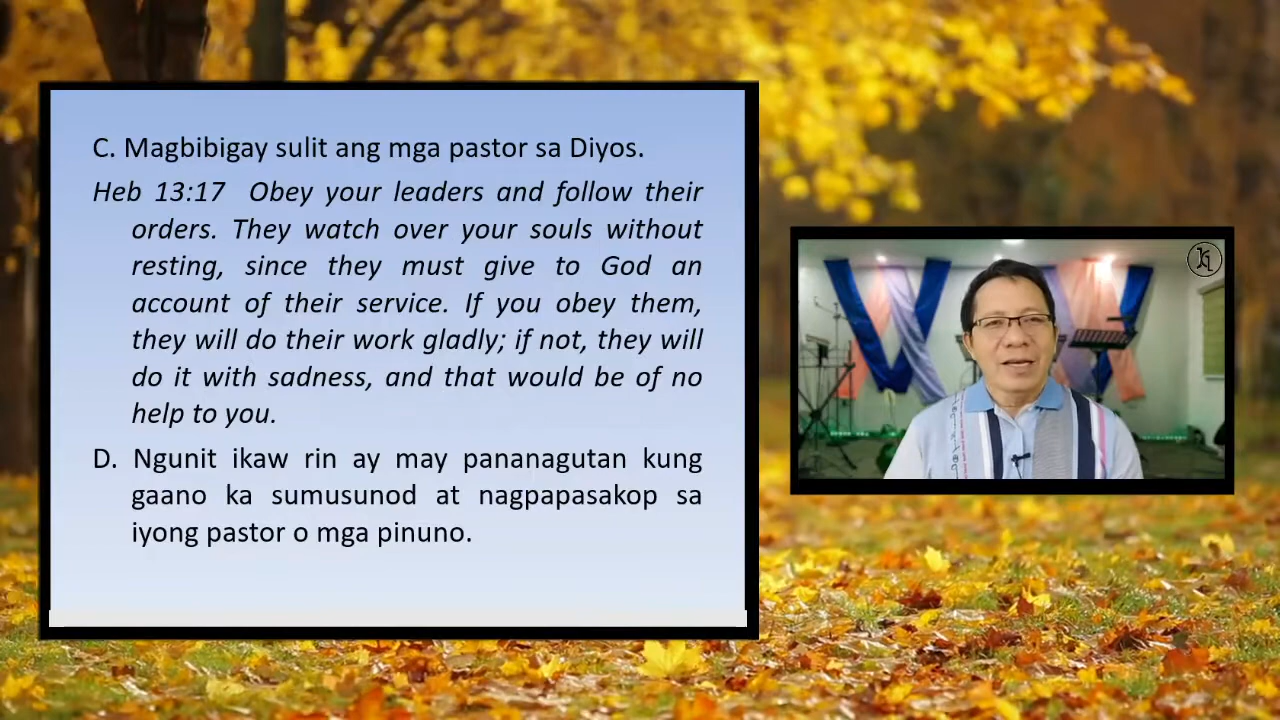 C. Magbibigay sulit ang mga pastor sa Diyos.
Heb 13:17 Obey your leaders and follow their
orders. They watch over your souls without
resting, since they must give to God an
account of their service. If you obey them,
they will do their work gladly; if not, they will
do it with sadness, and that would be of no
help to you.
D. Ngunit ikaw rin ay may pananagutan kung
gaano ka sumusunod at nagpapasakop sa
iyong pastor o mga pinuno.